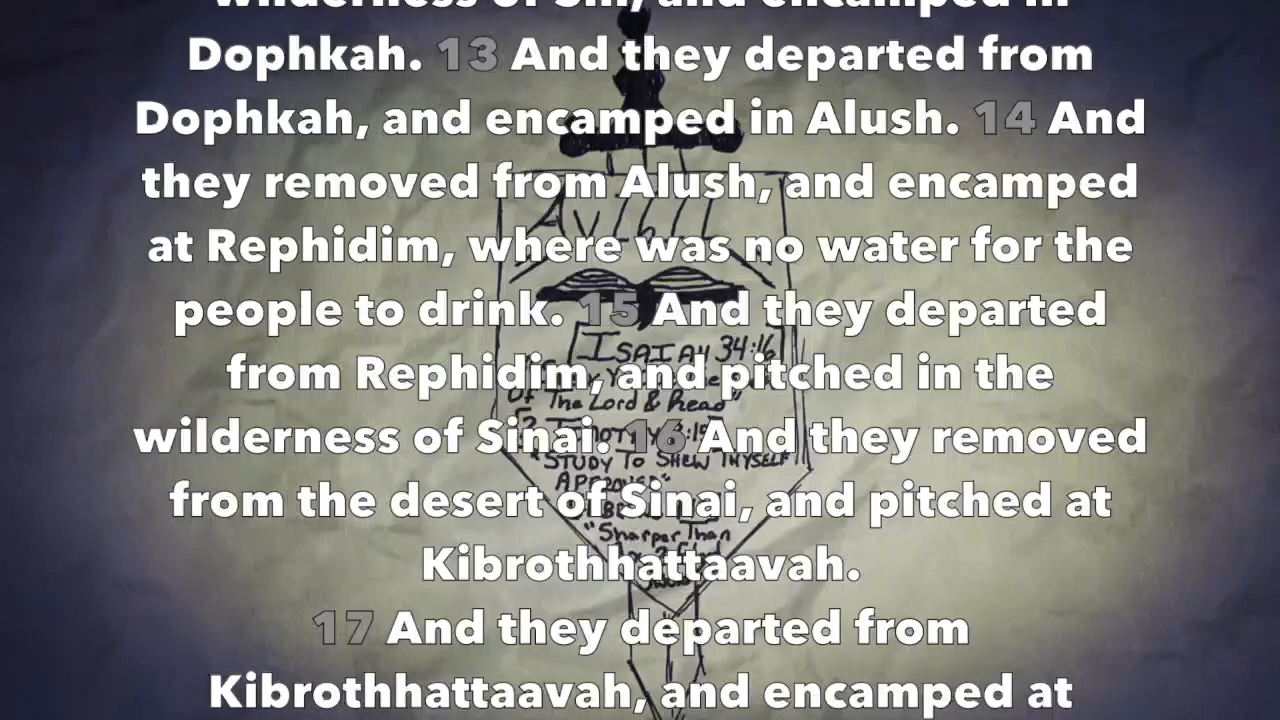 wilderness of Sin, and encamped in
Dophkah. 13 And they departed from
Dophkah, and encamped in Alush. 14 And
they removed from Alush, and encamped
at Rephidim, where was no water for the
people to drink. 15 And they departed
from Rephidim, and pitched in the
wilderness of Sinai. 16 And they removed
from the desert of Sinai, and pitched at
Kibrothhattaavah.
17 And they departed from
Kibrothhattaavah, and encamped at
AV1611
[ISAIAH 34:16]
Of The Lord & Read"
"STUDY TO SHEW THYSELF
APPROVED"
"Sharper Than